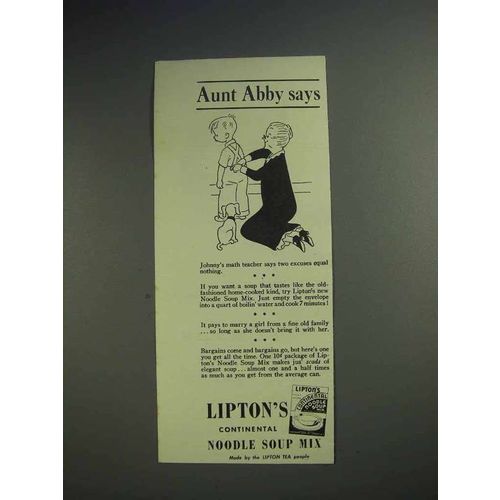 Aunt Abby says
Johnny's math teacher says two excuses equal
nothing.
* * *
If you want a soup that tastes like the old-
fashioned home-cooked kind, try Lipton's new
Noodle Soup Mix. Just empty the envelope
into a quart of boilin' water and cook 7 minutes!
* * *
It pays to marry a girl from a fine old family
...so long as she doesn't bring it with her.
* * *
Bargains come and bargains go, but here's one
you get all the time. One 10¢ package of Lip-
ton's Noodle Soup Mix makes jus' scads of
elegant soup...almost one and a half times
as much as you get from the average can.
LIPTON'S
CONTINENTAL
NOODLE SOUP MIX
Made by the LIPTON TEA people
LIPTON'S
CONTINENTAL
NOODLE SOUP